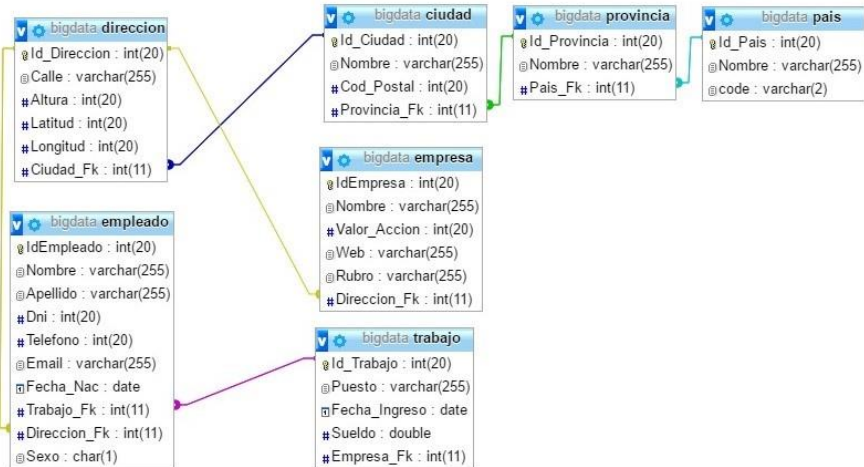 bigdata direccion
Id_Direccion : int(20)
Calle : varchar(255)
#Altura : int(20)
#Latitud : int(20)
#Longitud : int(20)
#Ciudad_Fk : int(11)
bigdata ciudad
Id_Ciudad : int(20)
Nombre : varchar(255)
#Cod_Postal : int(20)
#Provincia_Fk : int(11)
bigdata provincia
Id_Provincia : int(20)
Nombre : varchar(255)
#Pais_Fk : int(11)
bigdata pais
Id_Pais : int(20)
Nombre : varchar(255)
code : varchar(2)
bigdata empresa
IdEmpresa : int(20)
Nombre : varchar(255)
#Valor_Accion : int(20)
Web : varchar(255)
Rubro : varchar(255)
#Direccion_Fk : int(11)
bigdata empleado
IdEmpleado : int(20)
Nombre : varchar(255)
Apellido : varchar(255)
#Dni : int(20)
#Telefono : int(20)
Email : varchar(255)
Fecha_Nac : date
#Trabajo_Fk : int(11)
#Direccion_Fk : int(11)
Sexo : char(1)
bigdata trabajo
Id_Trabajo : int(20)
Puesto : varchar(255)
Fecha_Ingreso : date
#Sueldo : double
#Empresa_Fk : int(11)